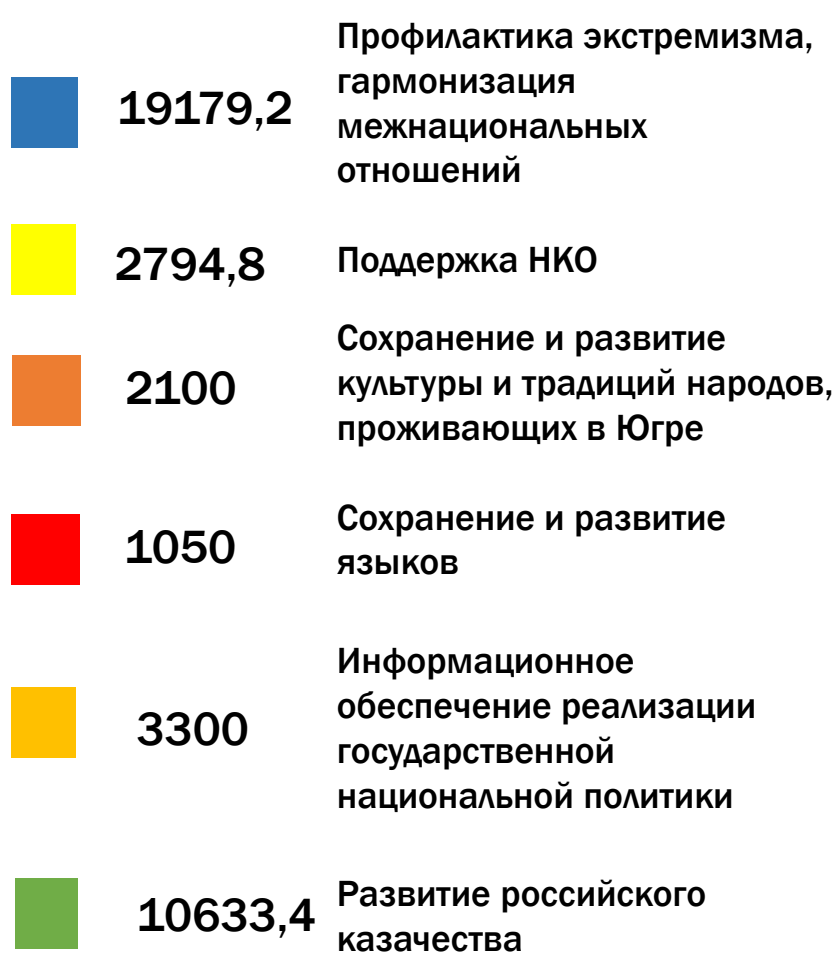 19179,2
Профилактика экстремизма,
гармонизация
межнациональных
отношений
2794,8
Поддержка НКО
2100
Сохранение и развитие
культуры и традиций народов,
проживающих в Югре
1050
Сохранение и развитие
языков
3300
Информационное
обеспечение реализации
государственной
национальной политики
10633,4
Развитие российского
казачества